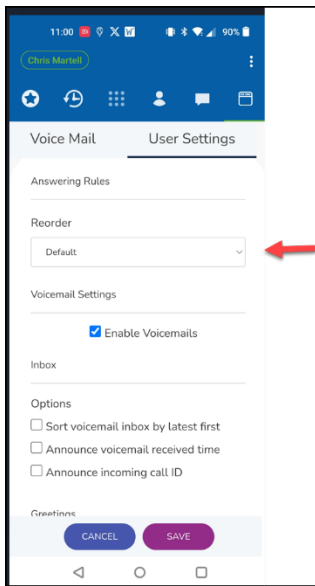 11:00
90%
Chris Martell
Voice Mail User Settings
Answering Rules
Reorder
Default
Voicemail Settings
Enable Voicemails
Inbox
Options
Sort voicemail inbox by latest first
Announce voicemail received time
Announce incoming call ID
Greetings
CANCEL SAVE